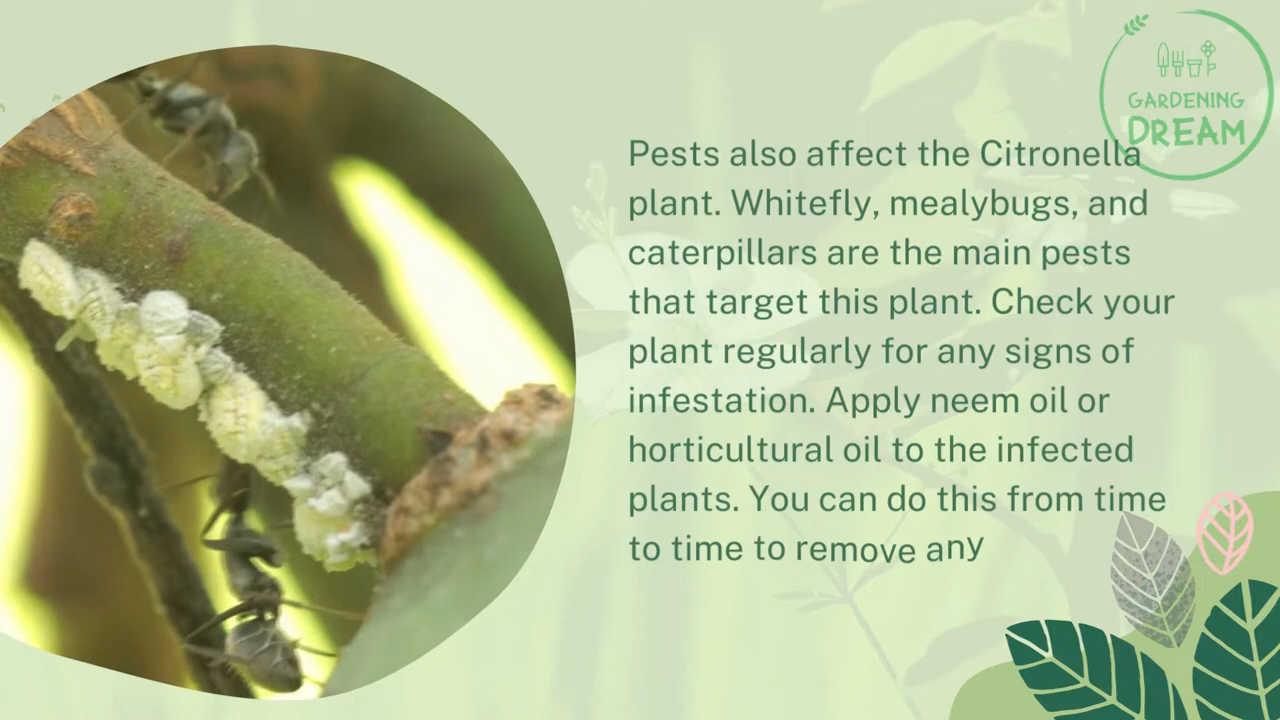 GARDENING
DREAM
Pests also affect the Citronella
plant. Whitefly, mealybugs, and
caterpillars are the main pests
that target this plant. Check your
plant regularly for any signs of
infestation. Apply neem oil or
horticultural oil to the infected
plants. You can do this from time
to time to remove any